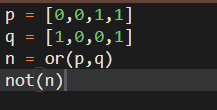 p = [0,0,1,1]
q = [1,0,0,1]
n = or(p,q)
not(n)